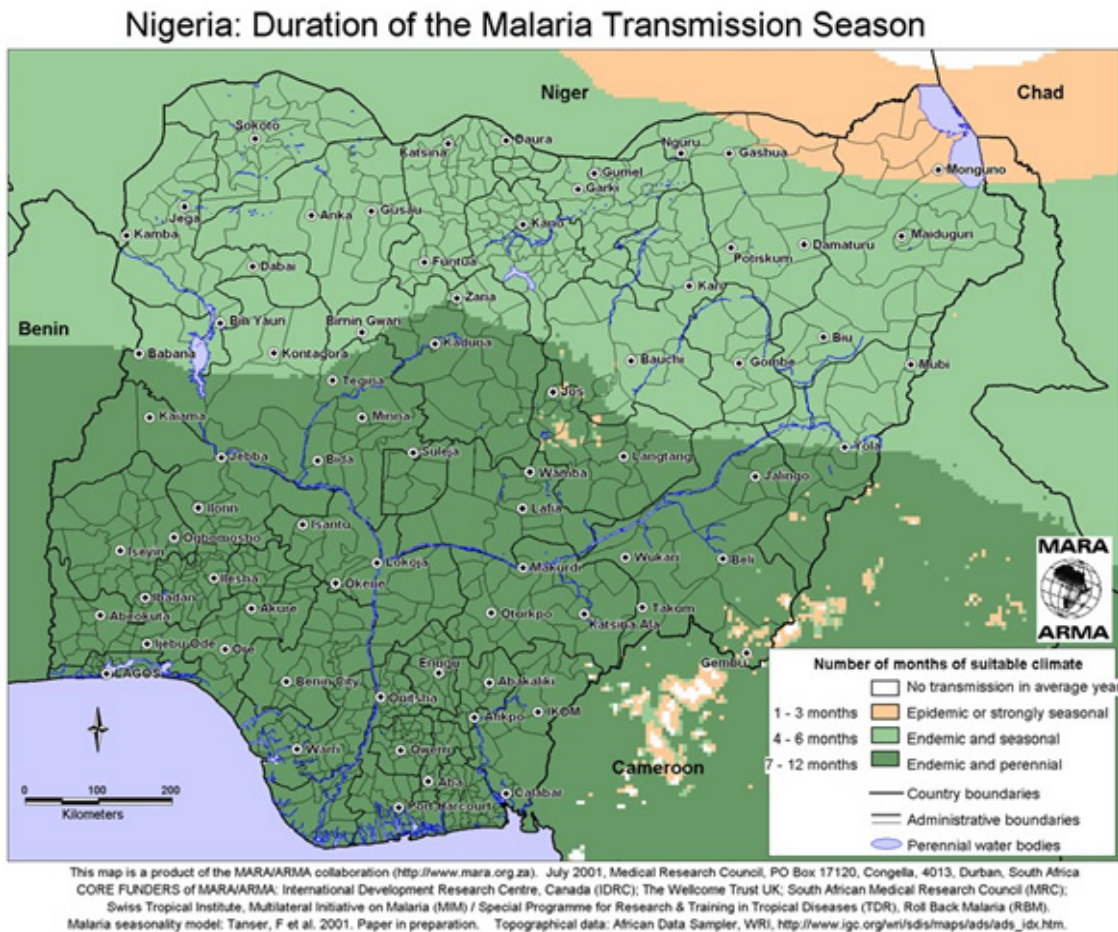 Nigeria: Duration of the Malaria Transmission Season
Niger
Chad
Sokoto
Katsina
Daura
Nguru
Gashua
Gumel
Garki
Monguno
Jega
Anka
Gusau
Kano
Kamba
Potiskum
Damaturu
Maiduguri
Dabai
Funtua
Kari
Zaria
Benin
Birnin Gwari
Kaduna
Biu
Babana
Kontagora
Bauchi
Gombe
Mubi
Tegina
Jos
Kaiama
Minna
Jebba
Bida
Suleja
Wamba
Langtang
Yola
Jalingo
Ilorin
Lafia
Isanlu
Ogbomosho
Iseyin
Lokoja
Makurdi
Wukari
Beli
Ilesha
Okene
Ibadan
Abeokuta
Akure
Oturkpo
Katsina Ala
Takum
Ijebu Ode
Gembu
LAGOS
Benin City
Enugu
Abakaliki
Onitsha
Afikpo
IKOM
Warri
Owerri
Aba
Calabar
Port Harcourt
Cameroon
MARA
ARMA
Number of months of suitable climate
No transmission in average year
1 - 3 months Epidemic or strongly seasonal
4 - 6 months Endemic and seasonal
7 - 12 months Endemic and perennial
Country boundaries
Administrative boundaries
Perennial water bodies
0 100 200
Kilometers
This map is a product of the MARA/ARMA collaboration (http://www.mara.org.za). July 2001, Medical Research Council, PO Box 17120, Congella, 4013, Durban, South Africa
CORE FUNDERS of MARA/ARMA: International Development Research Centre, Canada (IDRC); The Wellcome Trust UK; South African Medical Research Council (MRC);
Swiss Tropical Institute, Multilateral Initiative on Malaria (MIM) / Special Programme for Research & Training in Tropical Diseases (TDR), Roll Back Malaria (RBM).
Malaria seasonality model: Tanser, F et al. 2001. Paper in preparation. Topographical data: African Data Sampler, WRI, http://www.igc.org/wri/sdis/maps/ads/ads_idx.htm.